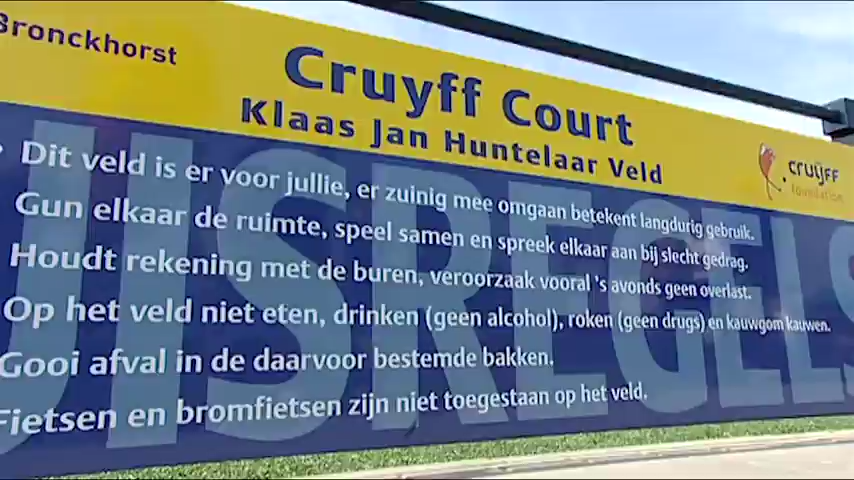 Bronckhorst
Cruyff Court
Klaas Jan Huntelaar Veld
cruyff
foundation
HUISREGELS
Dit veld is er voor jullie, er zuinig mee omgaan betekent langdurig gebruik.
Gun elkaar de ruimte, speel samen en spreek elkaar aan bij slecht gedrag.
Houdt rekening met de buren, veroorzaak vooral 's avonds geen overlast.
Op het veld niet eten, drinken (geen alcohol), roken (geen drugs) en kauwgom kauwen.
Gooi afval in de daarvoor bestemde bakken.
Fietsen en bromfietsen zijn niet toegestaan op het veld.